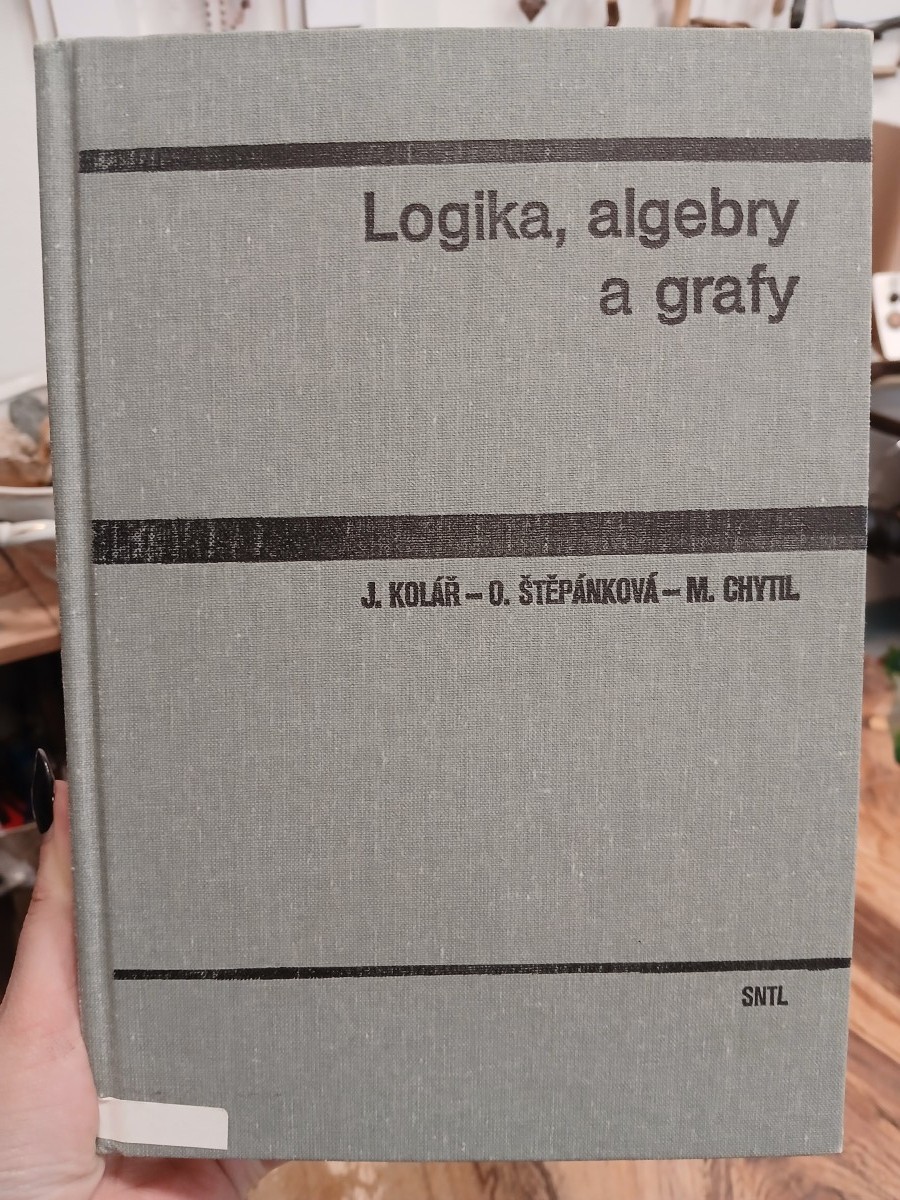 Logika, algebry
a grafy
J. KOLÁŘ – O. ŠTĚPÁNKOVÁ – M. CHYTIL
SNTL